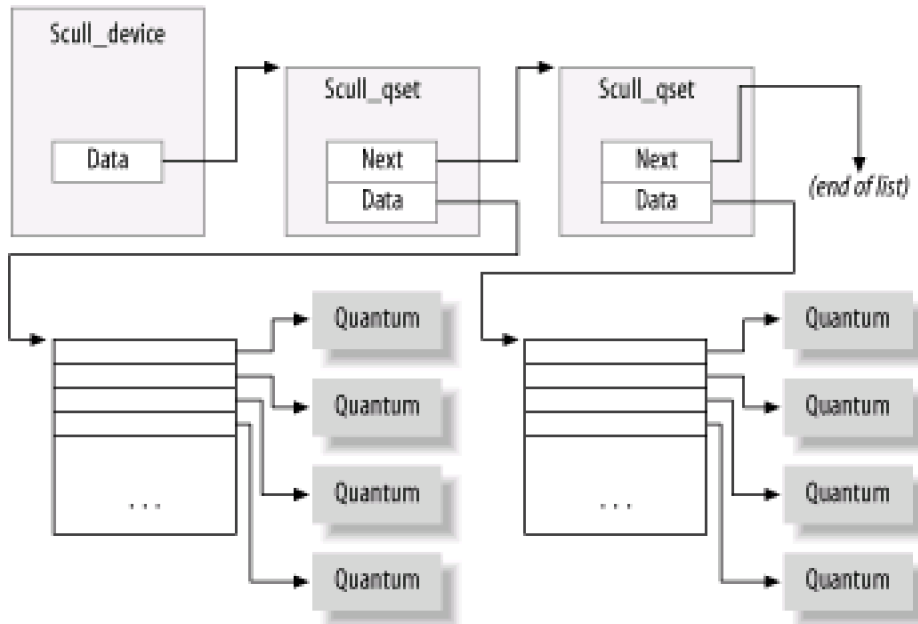 Scull_device
Data
Scull_qset
Next
Data
Scull_qset
Next
Data
(end of list)
Quantum
Quantum
Quantum
Quantum
. . .
Quantum
Quantum
Quantum
Quantum
. . .